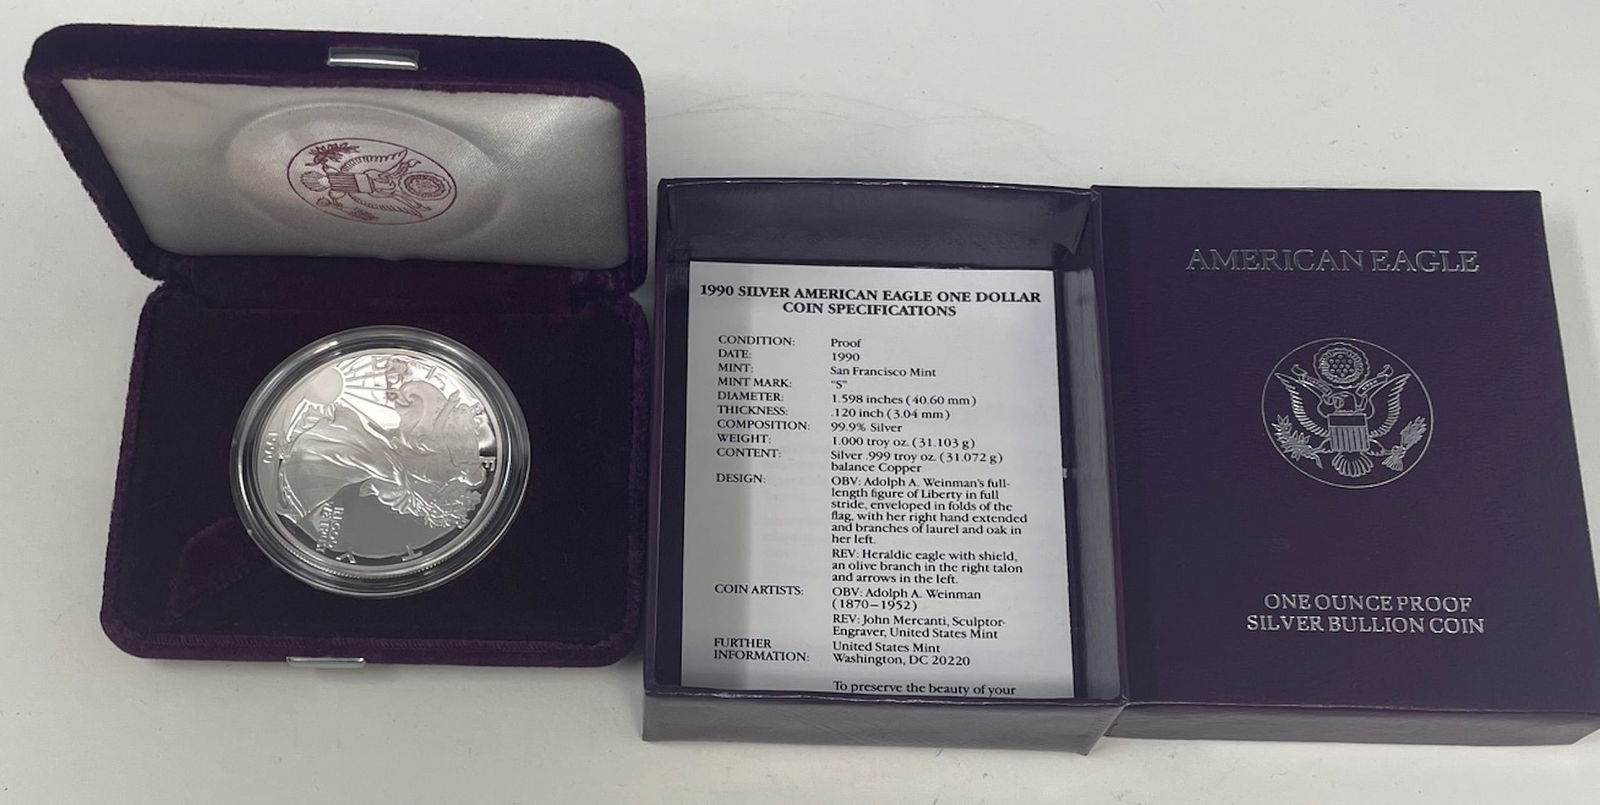 1990
LIBERTY
IN GOD
WE TRUST
1990 SILVER AMERICAN EAGLE ONE DOLLAR
COIN SPECIFICATIONS
CONDITION: Proof
DATE: 1990
MINT: San Francisco Mint
MINT MARK: "S"
DIAMETER: 1.598 inches (40.60 mm)
THICKNESS: .120 inch (3.04 mm)
COMPOSITION: 99.9% Silver
WEIGHT: 1.000 troy oz. (31.103 g)
CONTENT: Silver .999 troy oz. (31.072 g)
balance Copper
DESIGN: OBV: Adolph A. Weinman's full-
length figure of Liberty in full
stride, enveloped in folds of the
flag, with her right hand extended
and branches of laurel and oak in
her left.
REV: Heraldic eagle with shield,
an olive branch in the right talon
and arrows in the left.
COIN ARTISTS: OBV: Adolph A. Weinman
(1870–1952)
REV: John Mercanti, Sculptor-
Engraver, United States Mint
FURTHER United States Mint
INFORMATION: Washington, DC 20220
To preserve the beauty of your
AMERICAN EAGLE
ONE OUNCE PROOF
SILVER BULLION COIN